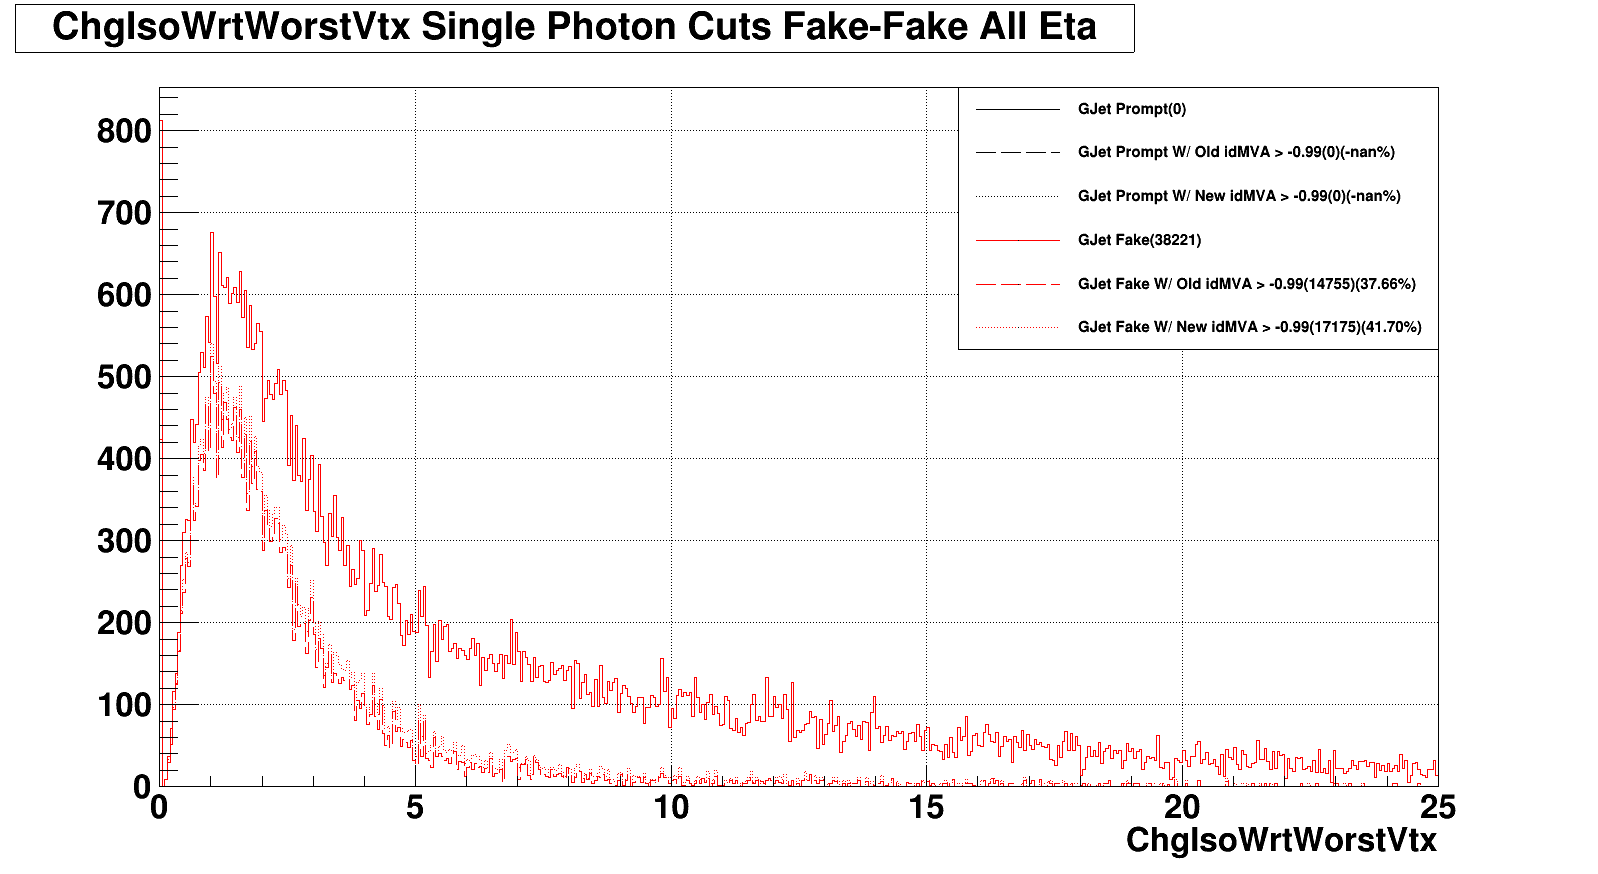 ChgIsoWrtWorstVtx Single Photon Cuts Fake-Fake All Eta
GJet Prompt(0)
GJet Prompt W/ Old idMVA > -0.99(0)(-nan%)
GJet Prompt W/ New idMVA > -0.99(0)(-nan%)
GJet Fake(38221)
GJet Fake W/ Old idMVA > -0.99(14755)(37.66%)
GJet Fake W/ New idMVA > -0.99(17175)(41.70%)
800
700
600
500
400
300
200
100
0
0 5 10 15 20 25
ChgIsoWrtWorstVtx